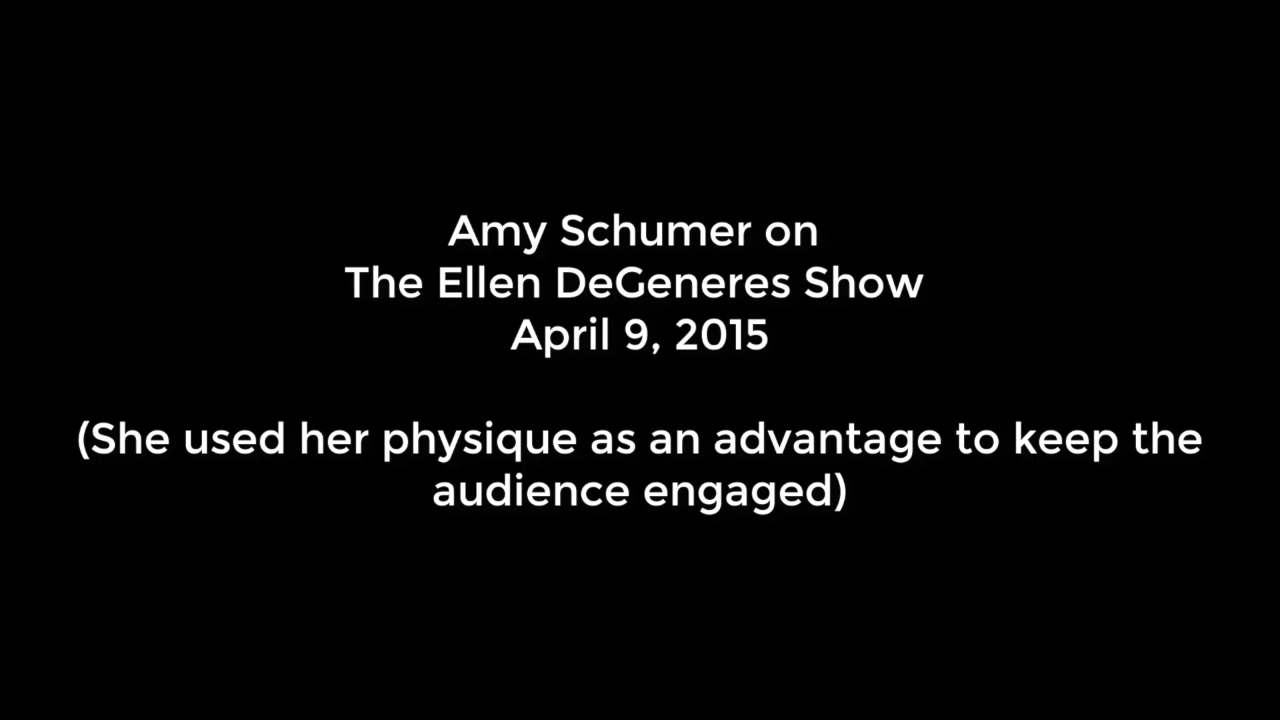 Amy Schumer on
The Ellen DeGeneres Show
April 9, 2015
(She used her physique as an advantage to keep the
audience engaged)